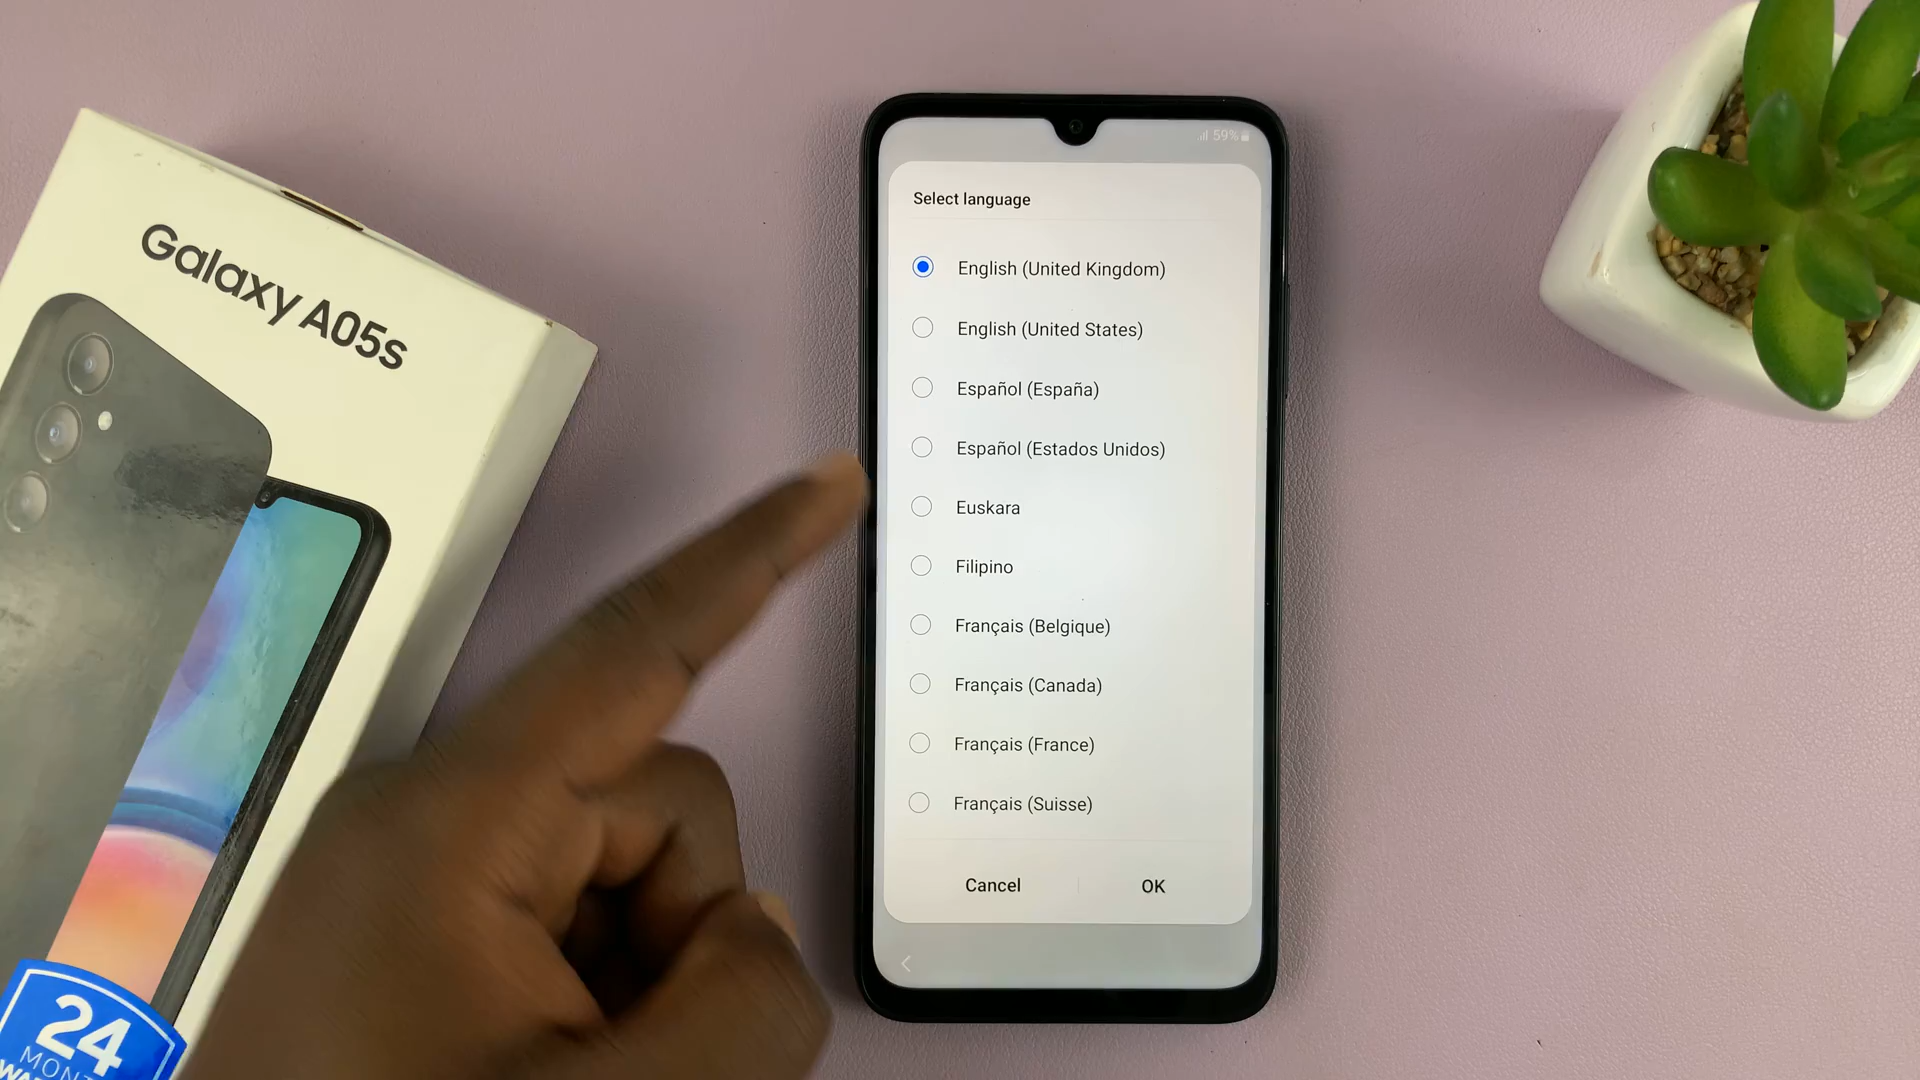 Galaxy A05s
24
MONT
59%
Select language
English (United Kingdom)
English (United States)
Español (España)
Español (Estados Unidos)
Euskara
Filipino
Français (Belgique)
Français (Canada)
Français (France)
Français (Suisse)
Cancel
OK